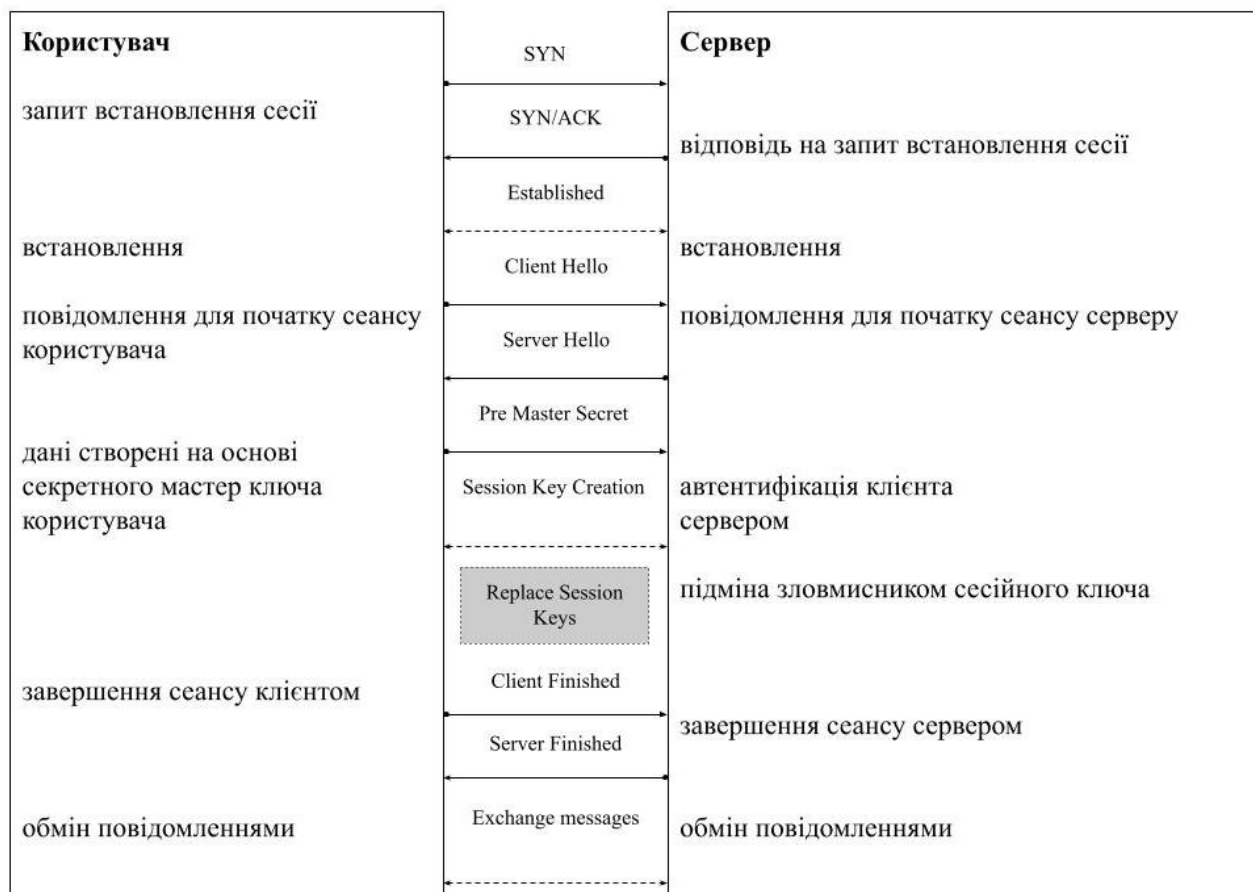 Користувач
SYN
Сервер
запит встановлення сесії
SYN/ACK
відповідь на запит встановлення сесії
Established
встановлення
встановлення
Client Hello
повідомлення для початку сеансу
користувача
повідомлення для початку сеансу серверу
Server Hello
Pre Master Secret
дані створені на основі
секретного мастер ключа
користувача
Session Key Creation
автентифікація клієнта
сервером
Replace Session
Keys
підміна зловмисником сесійного ключа
завершення сеансу клієнтом
Client Finished
завершення сеансу сервером
Server Finished
обмін повідомленнями
Exchange messages
обмін повідомленнями